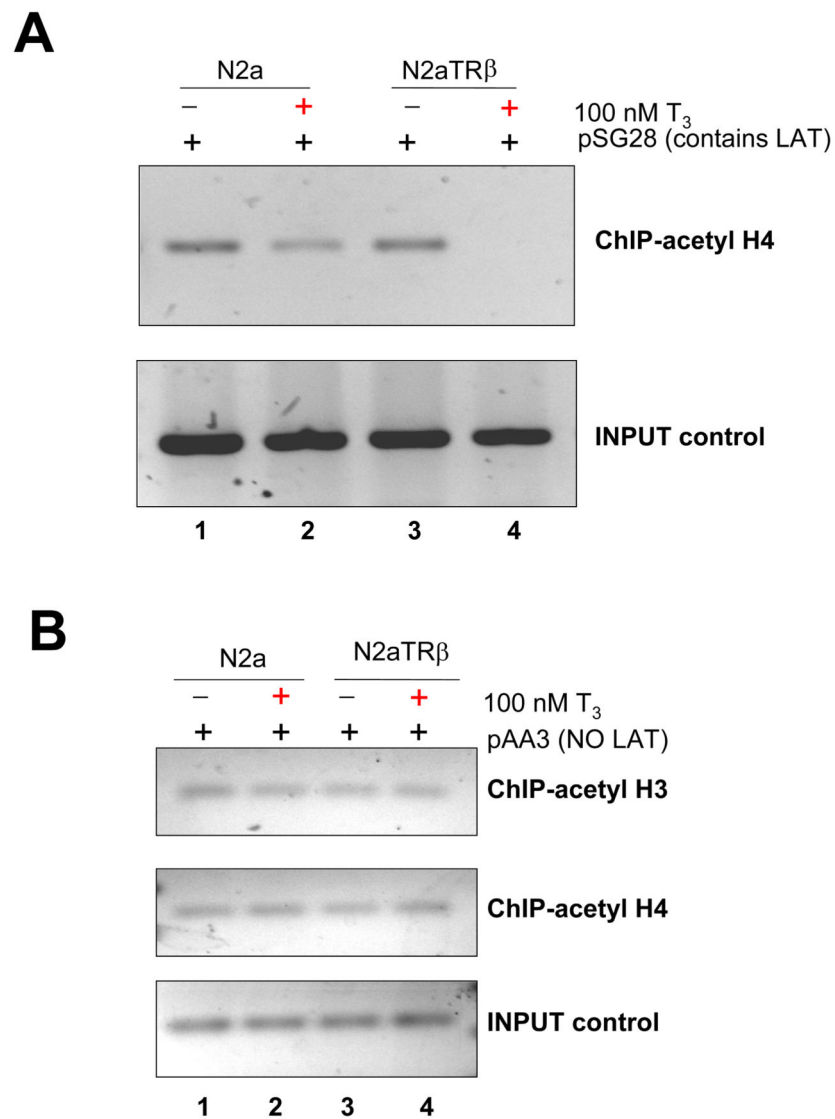 A
N2a N2aTRβ
− + − + 100 nM T3
+ + + + pSG28 (contains LAT)
ChIP-acetyl H4
INPUT control
1 2 3 4
B
N2a N2aTRβ
− + − + 100 nM T3
+ + + + pAA3 (NO LAT)
ChIP-acetyl H3
ChIP-acetyl H4
INPUT control
1 2 3 4